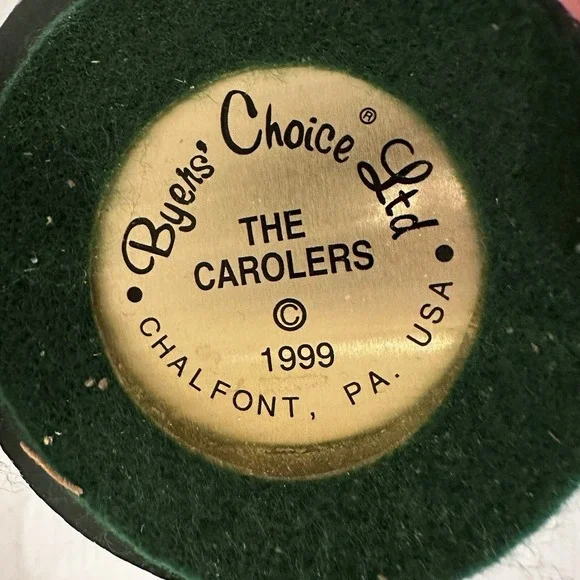 Byers' Choice® Ltd
THE
CAROLERS
©
1999
• CHALFONT, PA. USA •